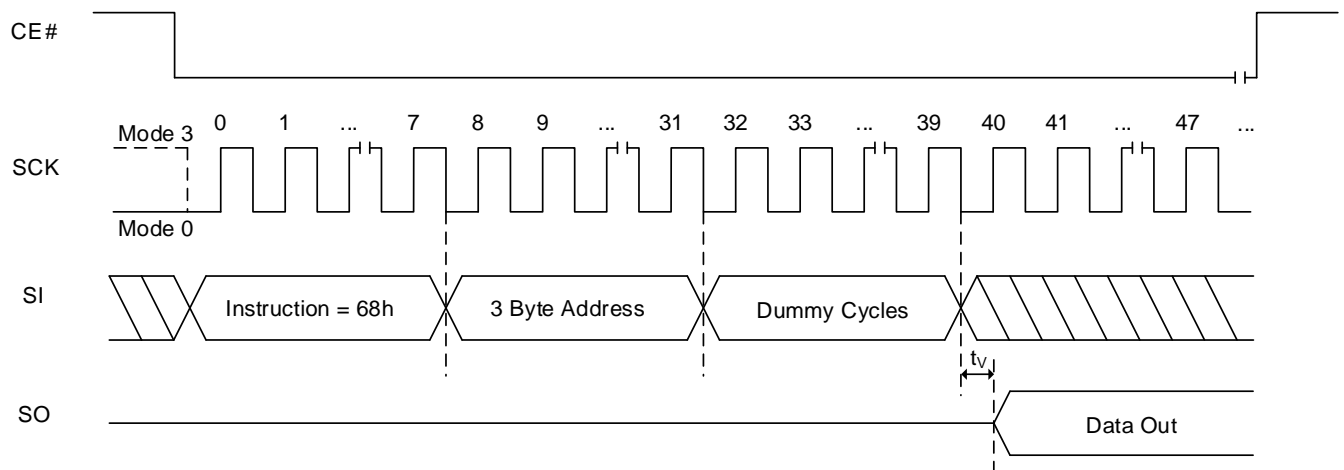 CE#
0 1 ... 7 8 9 ... 31 32 33 ... 39 40 41 ... 47 ...
Mode 3
SCK
Mode 0
SI
Instruction = 68h
3 Byte Address
Dummy Cycles
tV
SO
Data Out